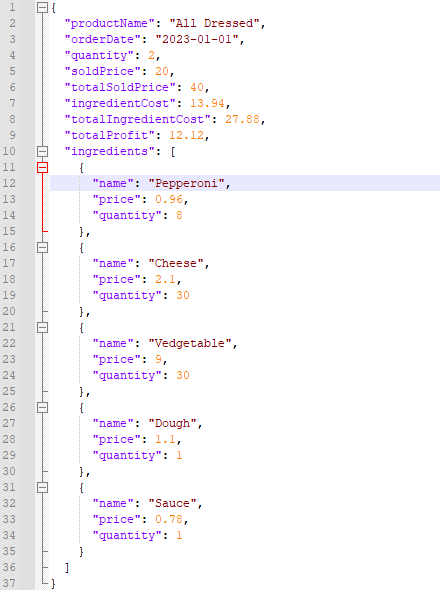 1 {
2 "productName": "All Dressed",
3 "orderDate": "2023-01-01",
4 "quantity": 2,
5 "soldPrice": 20,
6 "totalSoldPrice": 40,
7 "ingredientCost": 13.94,
8 "totalIngredientCost": 27.88,
9 "totalProfit": 12.12,
10 "ingredients": [
11 {
12 "name": "Pepperoni",
13 "price": 0.96,
14 "quantity": 8
15 },
16 {
17 "name": "Cheese",
18 "price": 2.1,
19 "quantity": 30
20 },
21 {
22 "name": "Vedgetable",
23 "price": 9,
24 "quantity": 30
25 },
26 {
27 "name": "Dough",
28 "price": 1.1,
29 "quantity": 1
30 },
31 {
32 "name": "Sauce",
33 "price": 0.78,
34 "quantity": 1
35 }
36 ]
37 }